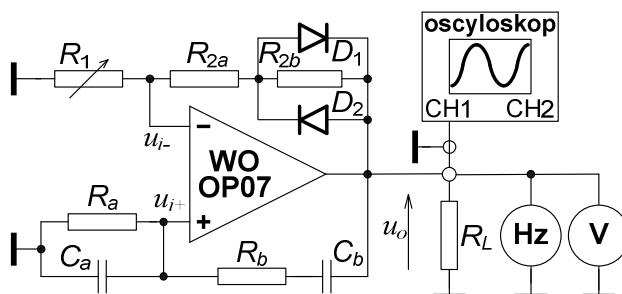 oscyloskop
R1 R2a R2b D1
CH1 CH2
D2
ui-
WO
OP07
Ra ui+
uo RL Hz V
Ca Rb Cb